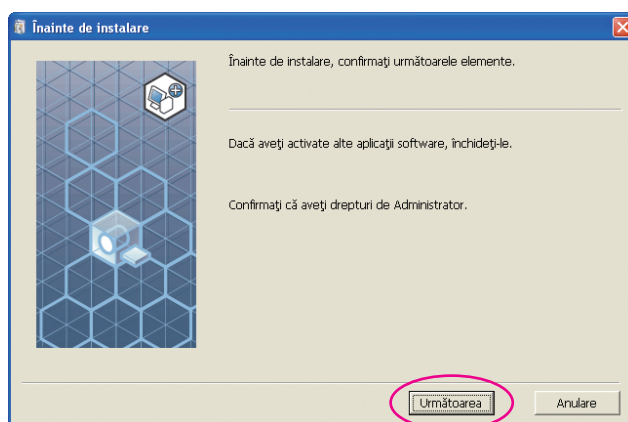 Înainte de instalare
Înainte de instalare, confirmaţi următoarele elemente.
Dacă aveţi activate alte aplicaţii software, închideţi-le.
Confirmaţi că aveţi drepturi de Administrator.
Următoarea
Anulare